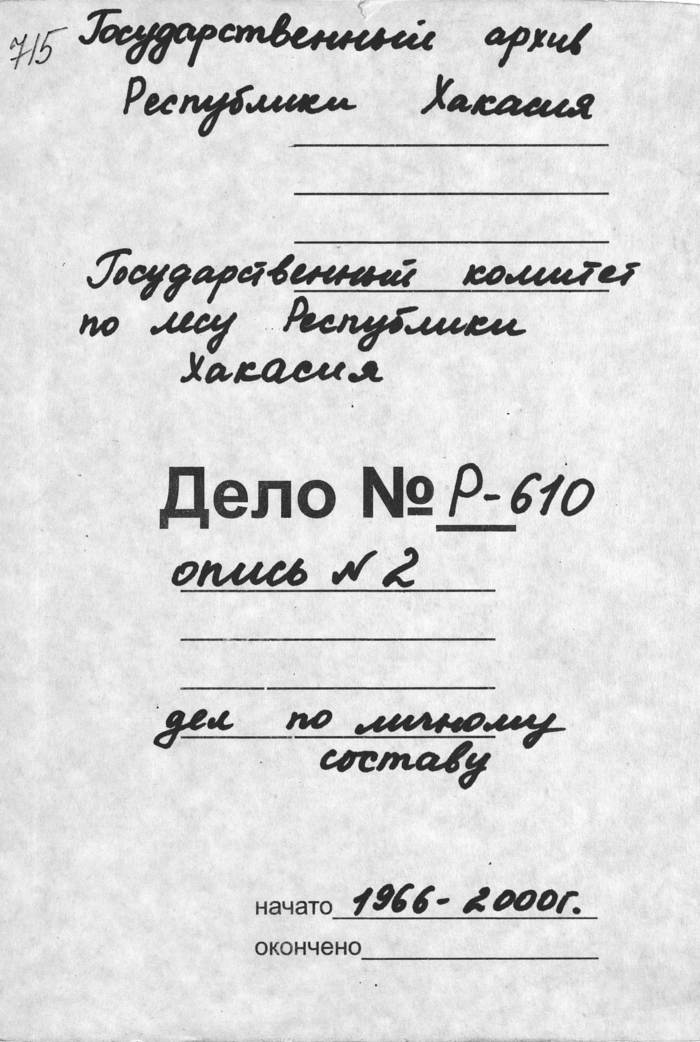 715
Государственный архив
Республики Хакасия
Государственный комитет
по лесу Республики
Хакасия
Дело № Р-610
опись N 2
дел по личному
составу
начато 1966-2000г.
окончено